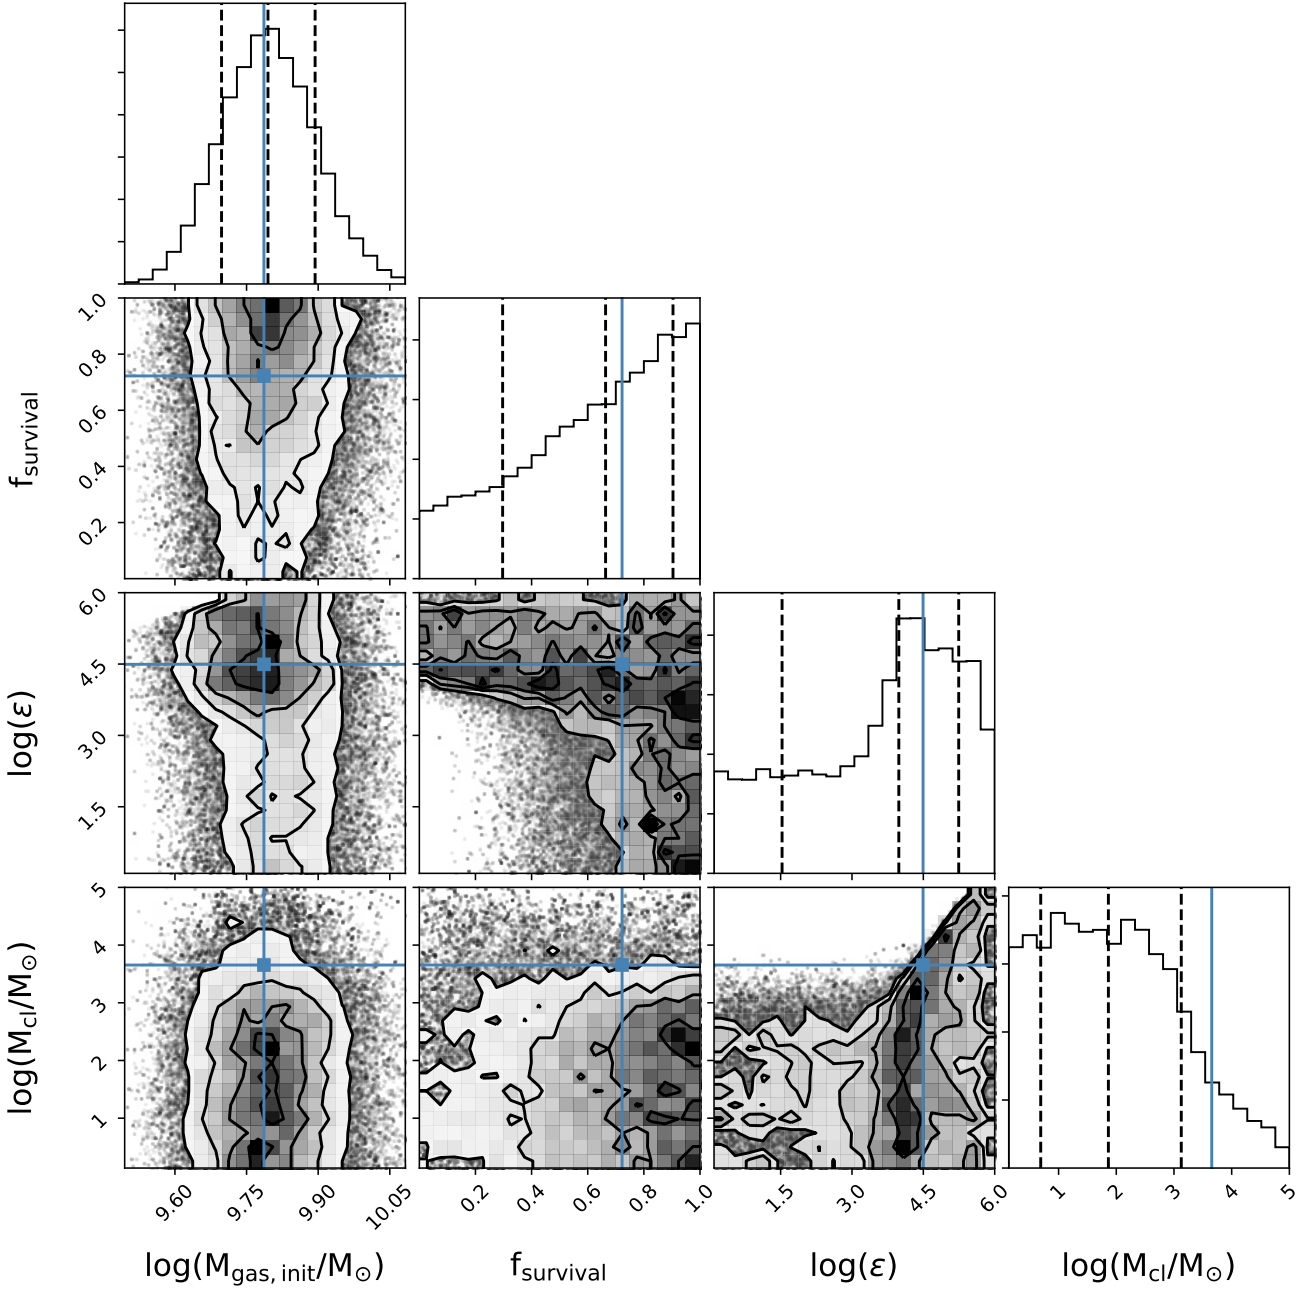 1.0
0.8
0.6
0.4
0.2
f_survival
6.0
4.5
3.0
1.5
log(ε)
5
4
3
2
1
log(M_cl/M_⊙)
9.60 9.75 9.90 10.05 0.2 0.4 0.6 0.8 1.0 1.5 3.0 4.5 6.0 1 2 3 4 5
log(M_gas, init/M_⊙) f_survival log(ε) log(M_cl/M_⊙)